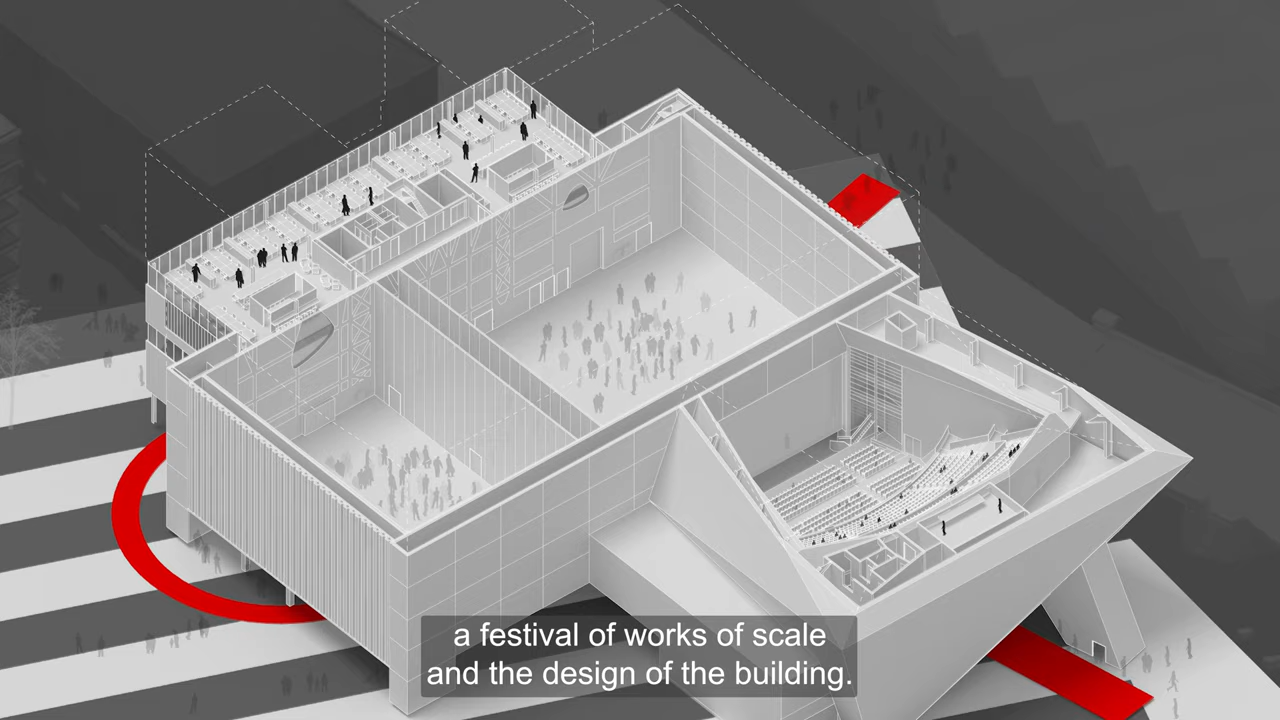 a festival of works of scale
and the design of the building.